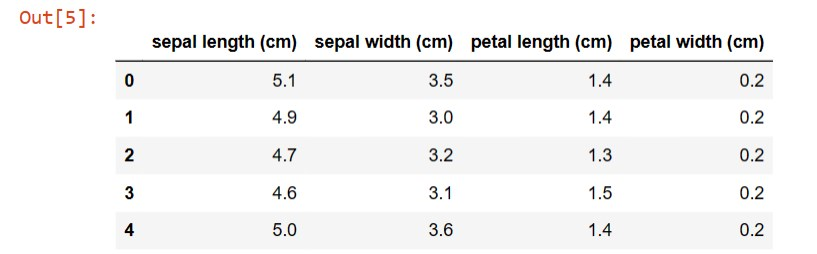 Out[5]:
sepal length (cm) sepal width (cm) petal length (cm) petal width (cm)
0 5.1 3.5 1.4 0.2
1 4.9 3.0 1.4 0.2
2 4.7 3.2 1.3 0.2
3 4.6 3.1 1.5 0.2
4 5.0 3.6 1.4 0.2